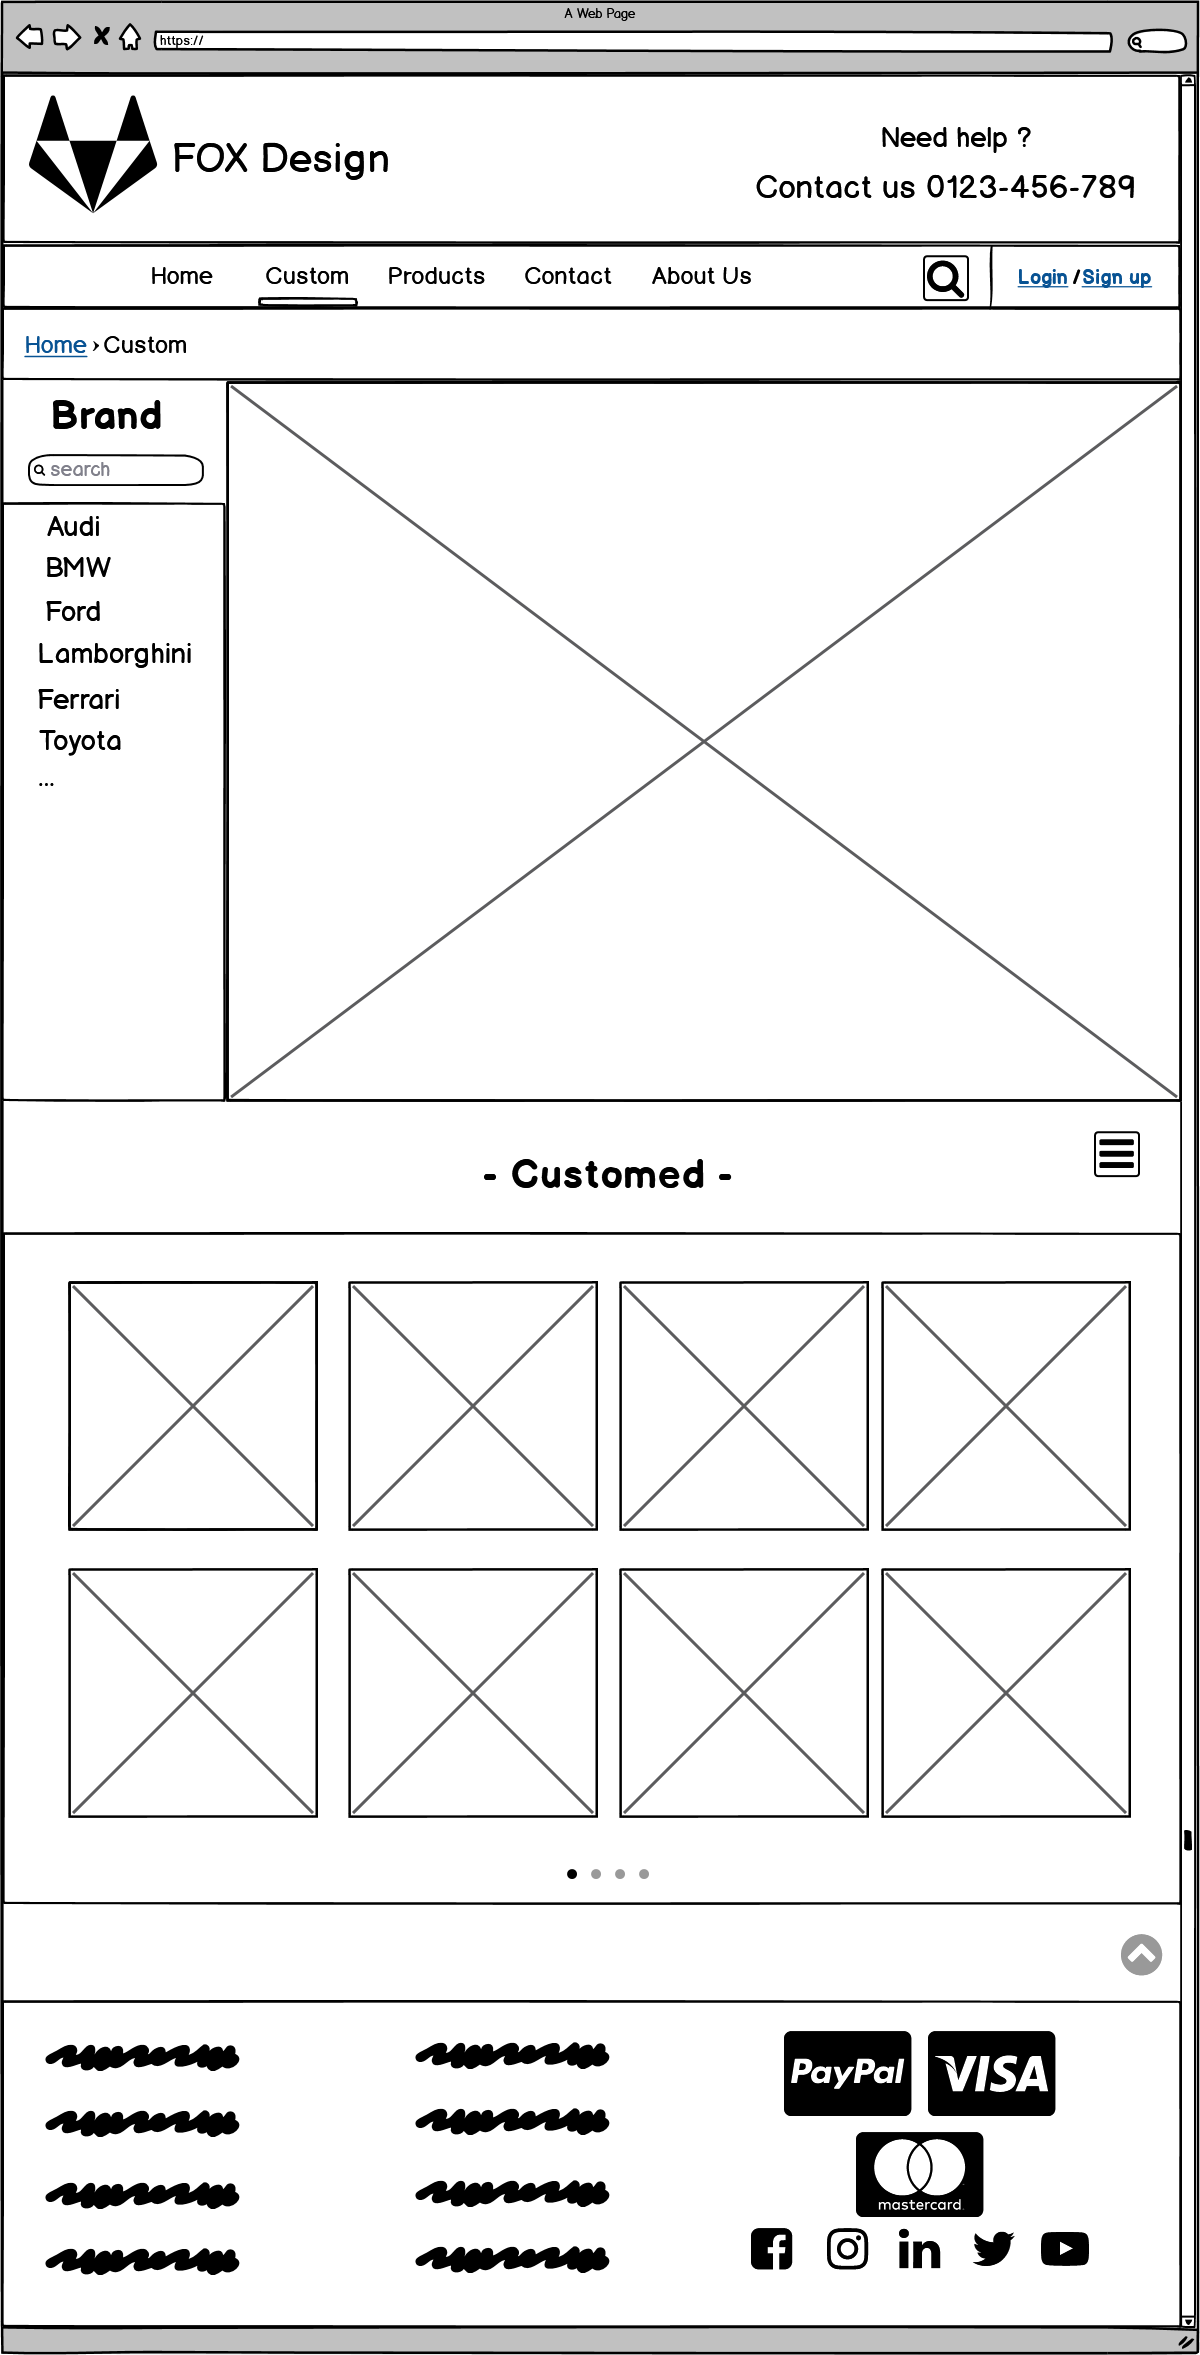 A Web Page
https://
FOX Design
Need help ?
Contact us 0123-456-789
Home Custom Products Contact About Us Login / Sign up
Home › Custom
Brand
search
Audi
BMW
Ford
Lamborghini
Ferrari
Toyota
...
- Customed -
PayPal VISA
mastercard